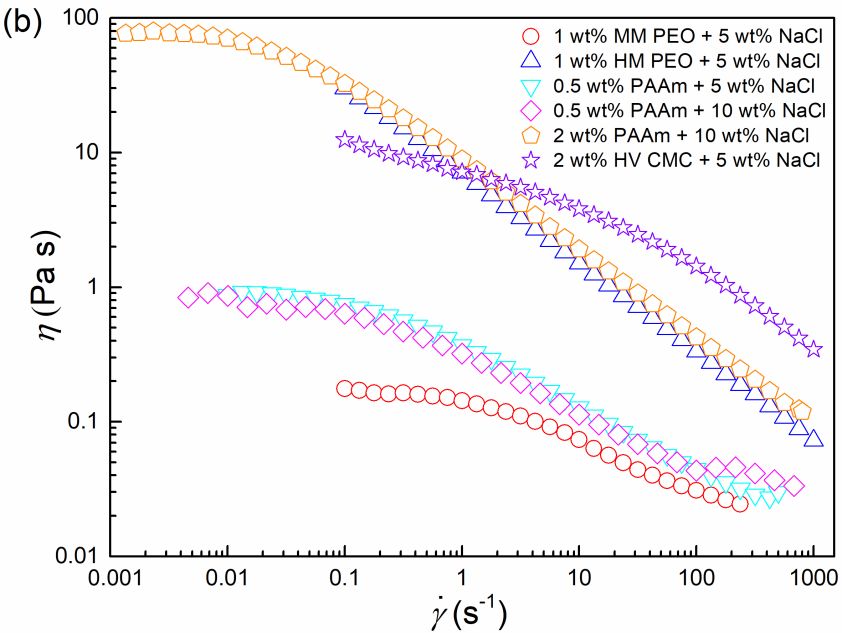 (b)
100
10
1
0.1
0.01
η (Pa s)
1 wt% MM PEO + 5 wt% NaCl
1 wt% HM PEO + 5 wt% NaCl
0.5 wt% PAAm + 5 wt% NaCl
0.5 wt% PAAm + 10 wt% NaCl
2 wt% PAAm + 10 wt% NaCl
2 wt% HV CMC + 5 wt% NaCl
0.001 0.01 0.1 1 10 100 1000
γ̇ (s⁻¹)